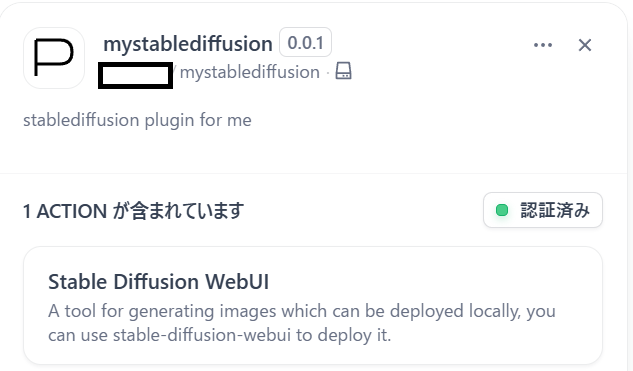 mystablediffusion 0.0.1
/ mystablediffusion ·
stablediffusion plugin for me
1 ACTION が含まれています 認証済み
Stable Diffusion WebUI
A tool for generating images which can be deployed locally, you
can use stable-diffusion-webui to deploy it.